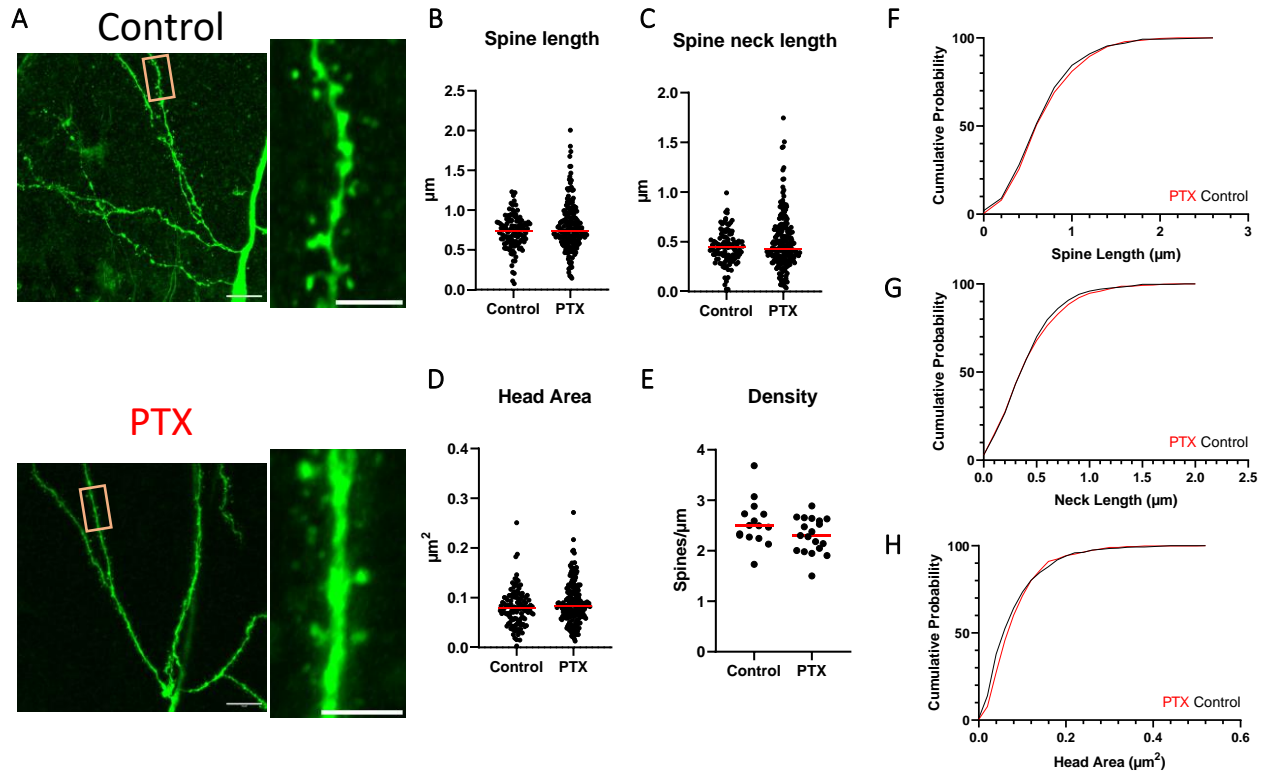 A
Control
PTX
B
Spine length
2.5
2.0
1.5
1.0
0.5
0.0
µm
Control PTX
C
Spine neck length
2.0
1.5
1.0
0.5
0.0
µm
Control PTX
D
Head Area
0.4
0.3
0.2
0.1
0.0
µm²
Control PTX
E
Density
4
3
2
1
0
Spines/µm
Control PTX
F
Cumulative Probability
100
50
0
PTX Control
0 1 2 3
Spine Length (µm)
G
Cumulative Probability
100
50
0
PTX Control
0.0 0.5 1.0 1.5 2.0 2.5
Neck Length (µm)
H
Cumulative Probability
100
50
0
PTX Control
0.0 0.2 0.4 0.6
Head Area (µm²)